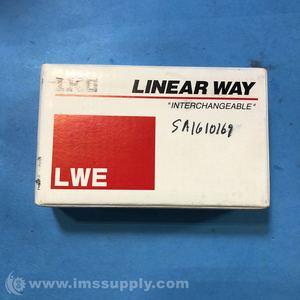 IKO
LINEAR WAY
"INTERCHANGEABLE"
SA1610169
LWE
© www.imssupply.com